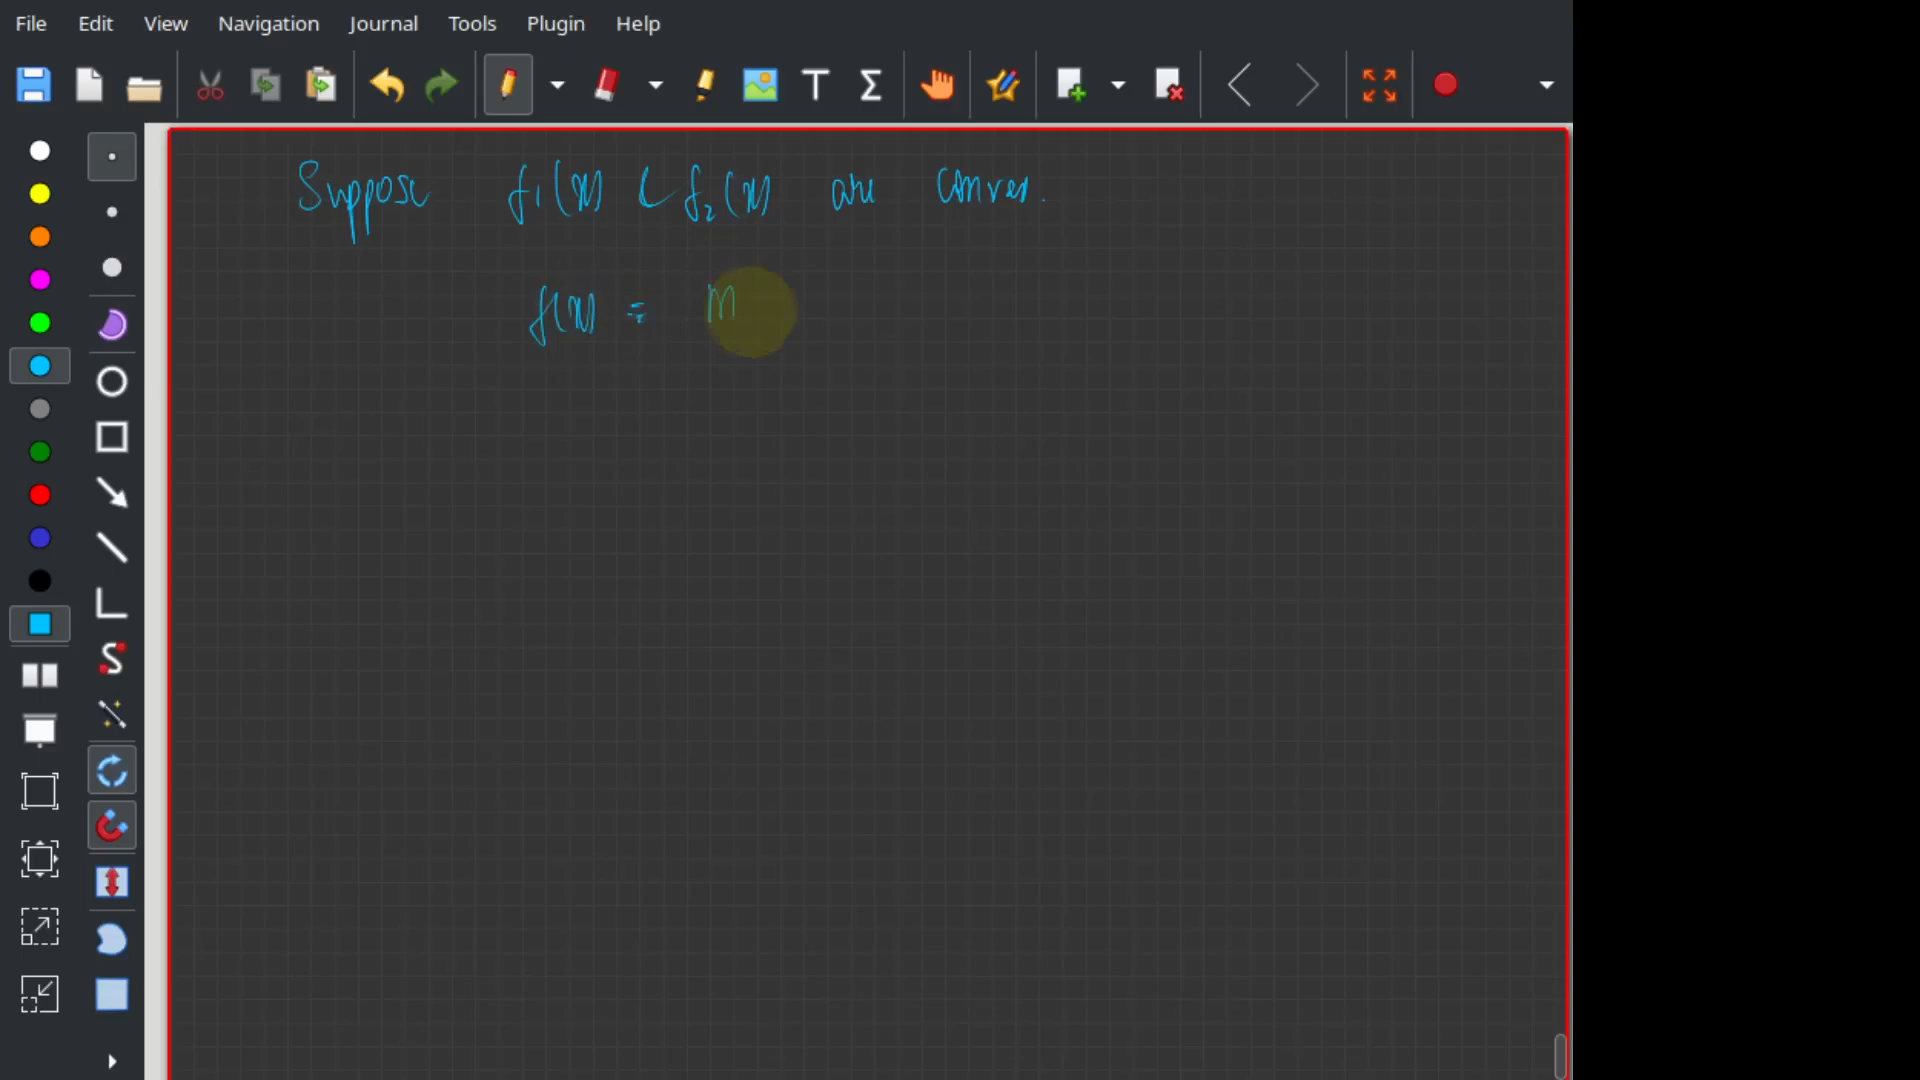 File Edit View Navigation Journal Tools Plugin Help
Suppose f1(x) & f2(x) are convex.
f(x) = M